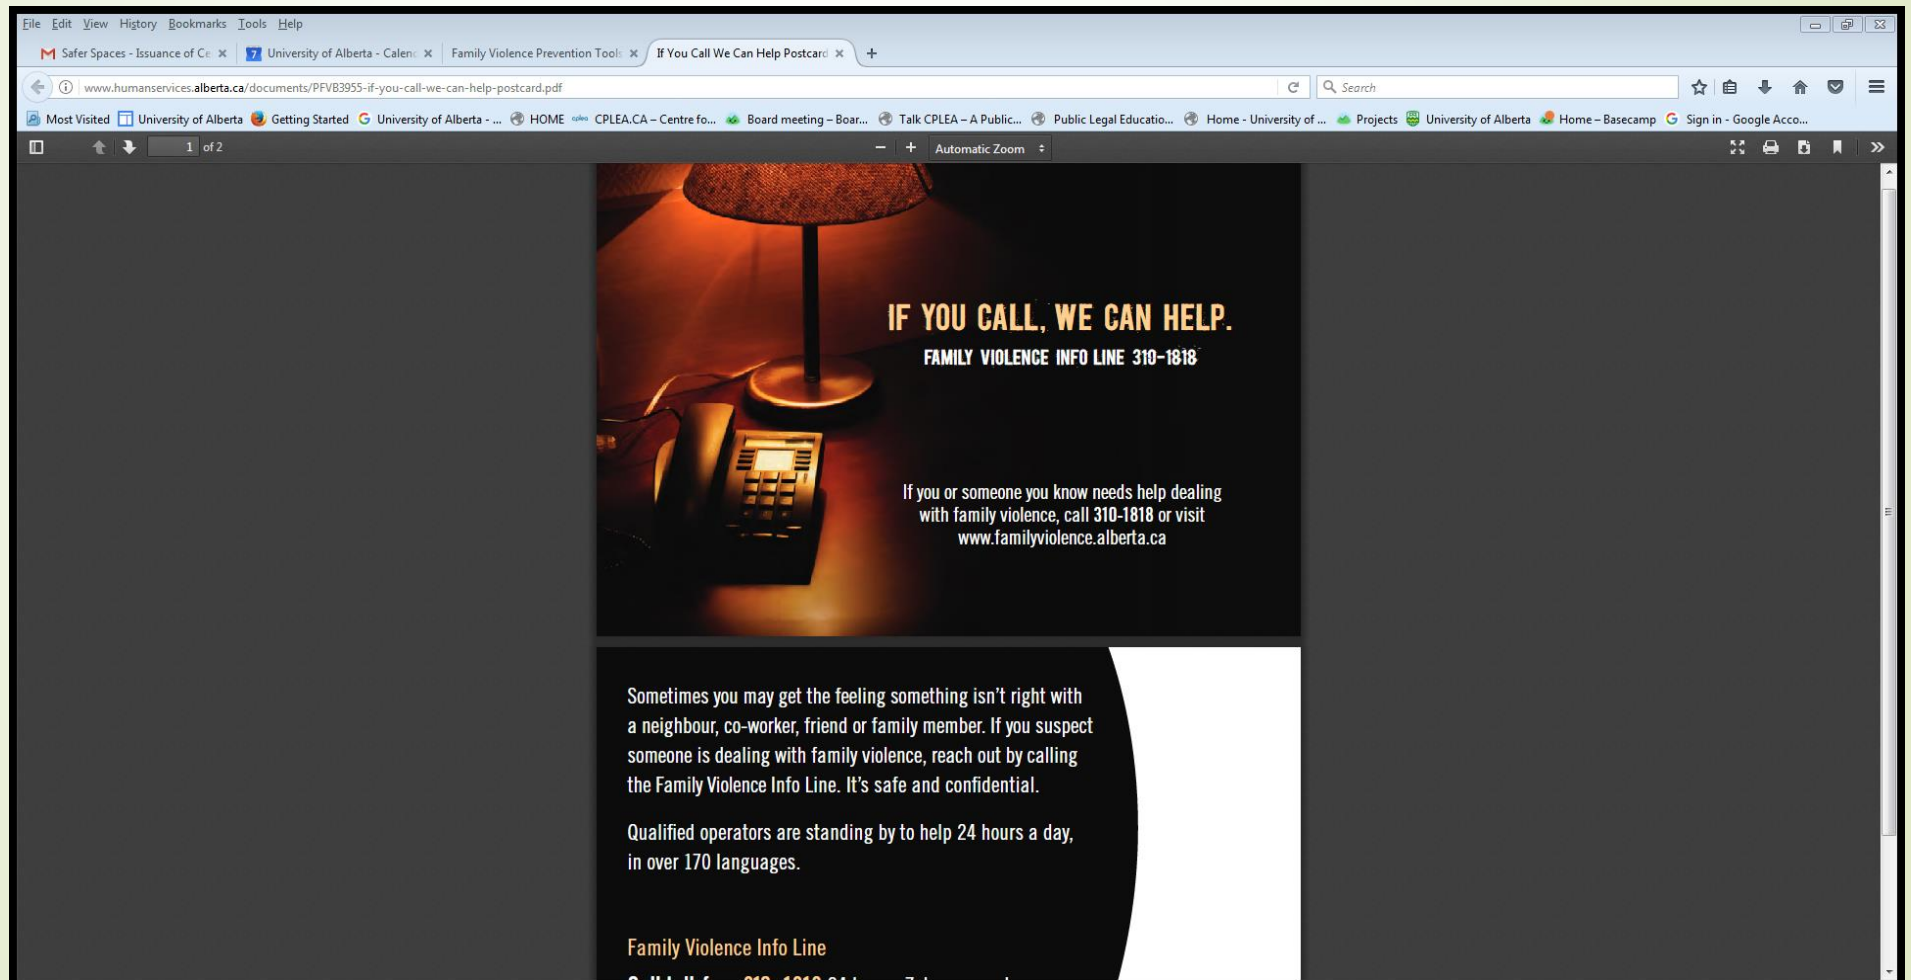 File Edit View History Bookmarks Tools Help
Safer Spaces - Issuance of Ce
7 University of Alberta - Calend
Family Violence Prevention Tools
If You Call We Can Help Postcard
www.humanservices.alberta.ca/documents/PFVB3955-if-you-call-we-can-help-postcard.pdf
Search
Most Visited University of Alberta Getting Started University of Alberta - ... HOME CPLEA.CA – Centre fo... Board meeting – Boar... Talk CPLEA – A Public... Public Legal Educatio... Home - University of ... Projects University of Alberta Home – Basecamp Sign in - Google Acco...
1 of 2
Automatic Zoom
IF YOU CALL, WE CAN HELP.
FAMILY VIOLENCE INFO LINE 310-1818
If you or someone you know needs help dealing
with family violence, call 310-1818 or visit
www.familyviolence.alberta.ca
Sometimes you may get the feeling something isn't right with
a neighbour, co-worker, friend or family member. If you suspect
someone is dealing with family violence, reach out by calling
the Family Violence Info Line. It's safe and confidential.
Qualified operators are standing by to help 24 hours a day,
in over 170 languages.
Family Violence Info Line